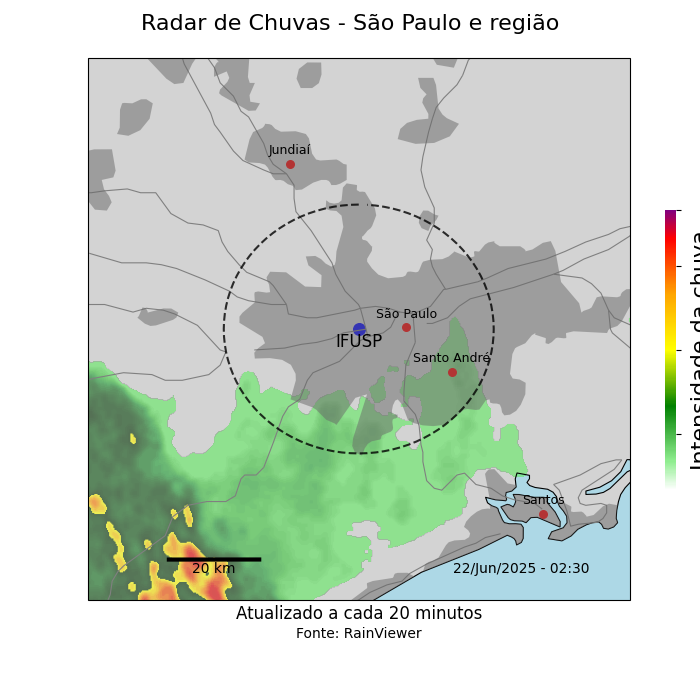 Radar de Chuvas - São Paulo e região
Jundiaí
São Paulo
IFUSP
Santo André
Santos
20 km
22/Jun/2025 - 02:30
Intensidade da chuva
Atualizado a cada 20 minutos
Fonte: RainViewer